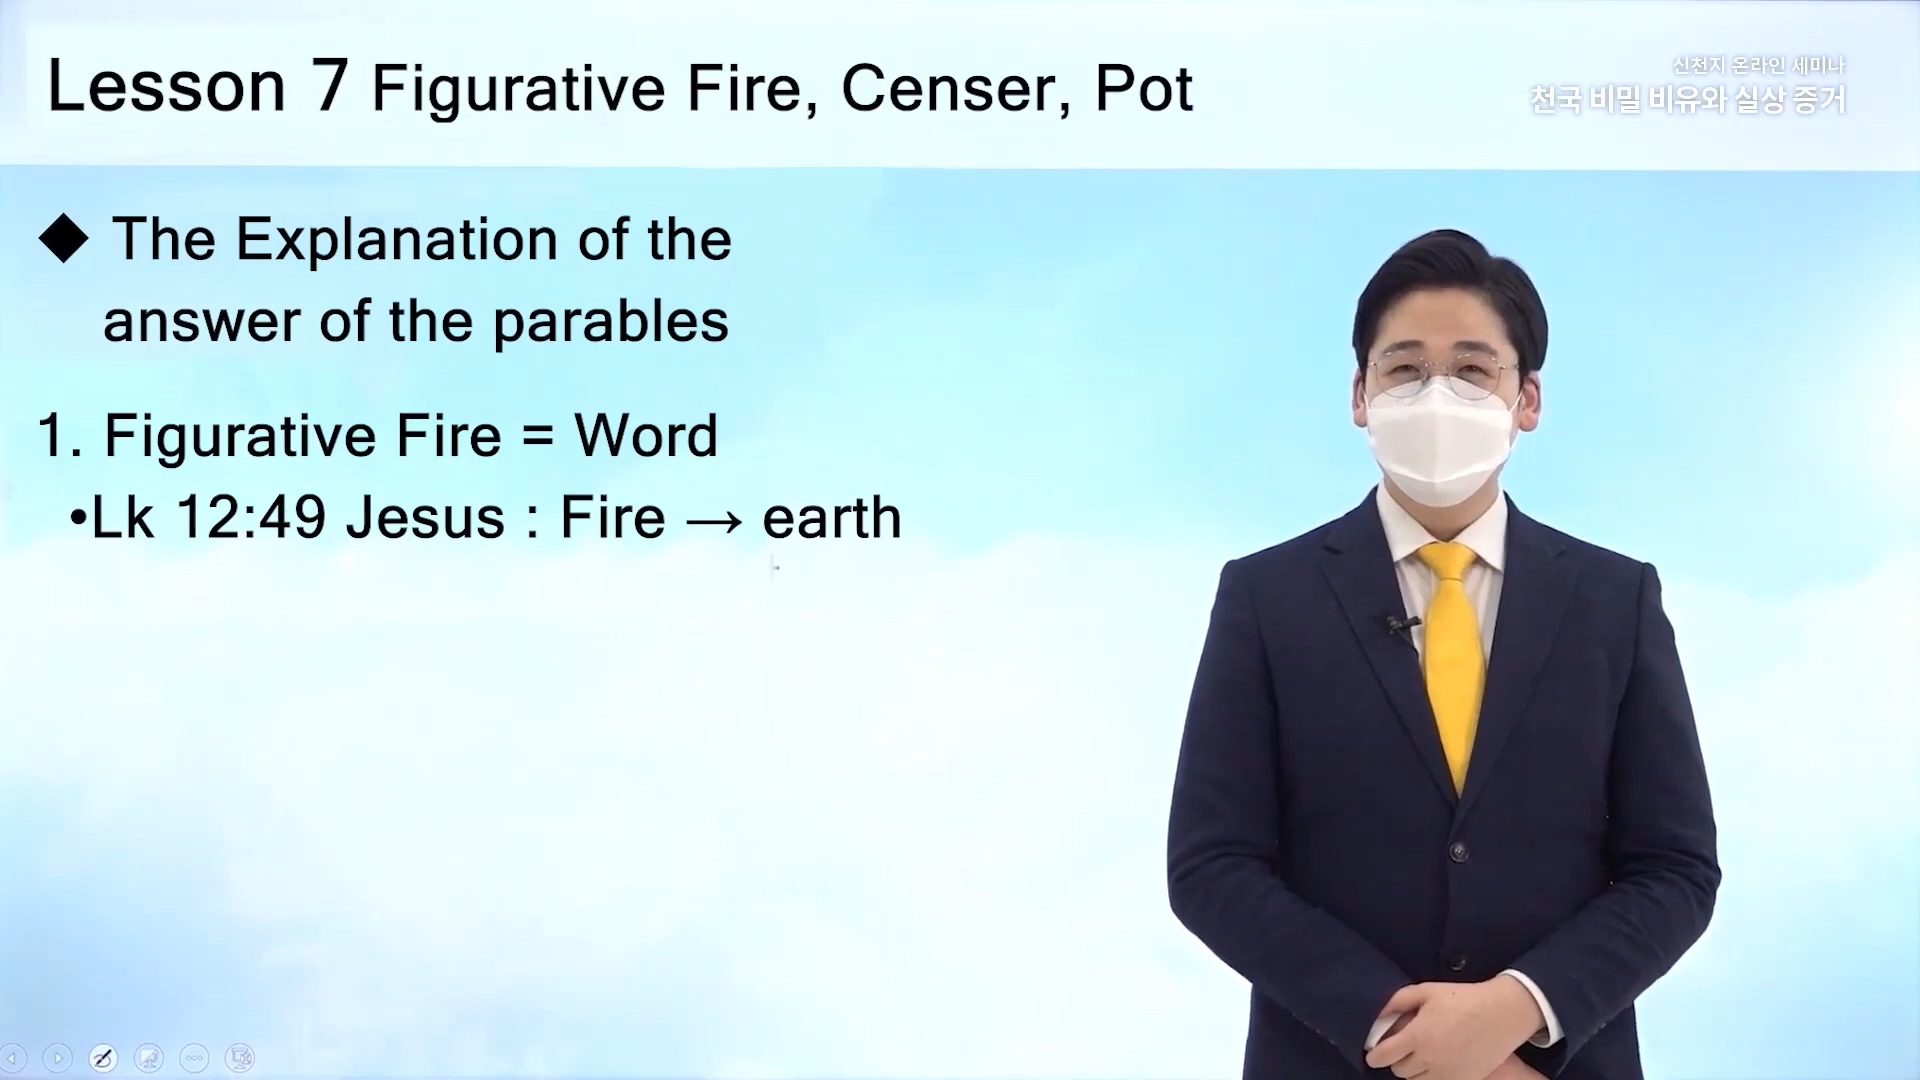 Lesson 7 Figurative Fire, Censer, Pot
신천지 온라인 세미나
천국 비밀 비유와 실상 증거
◆ The Explanation of the
answer of the parables
1. Figurative Fire = Word
•Lk 12:49 Jesus : Fire → earth